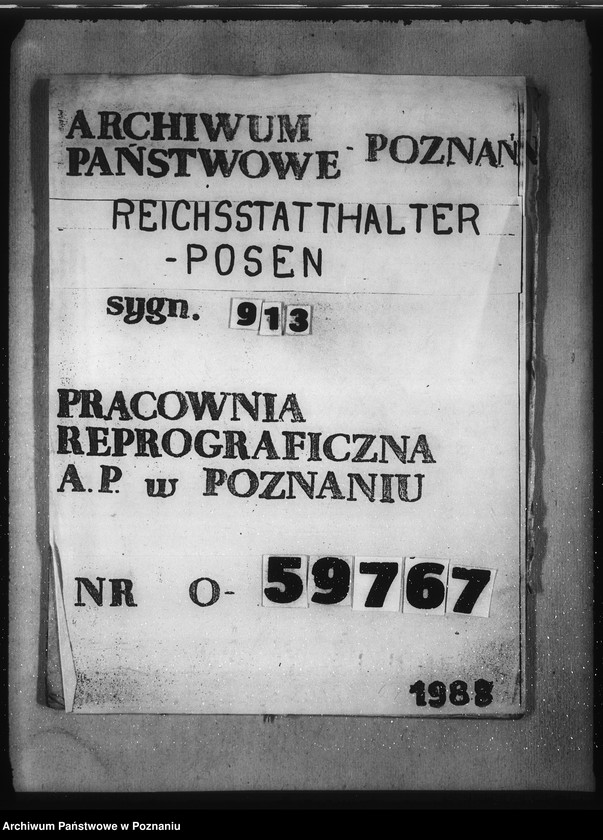 ARCHIWUM
PAŃSTWOWE - POZNAŃ
REICHSSTATTHALTER
-POSEN
sygn. 913
PRACOWNIA
REPROGRAFICZNA
A.P. w POZNANIU
NR O- 59767
1988
Archiwum Państwowe w Poznaniu